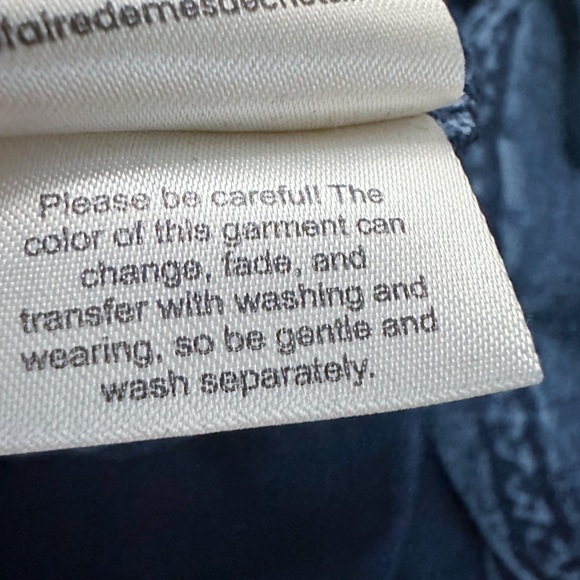 fairedemesdechets
Please be careful! The
color of this garment can
change, fade, and
transfer with washing and
wearing, so be gentle and
wash separately.